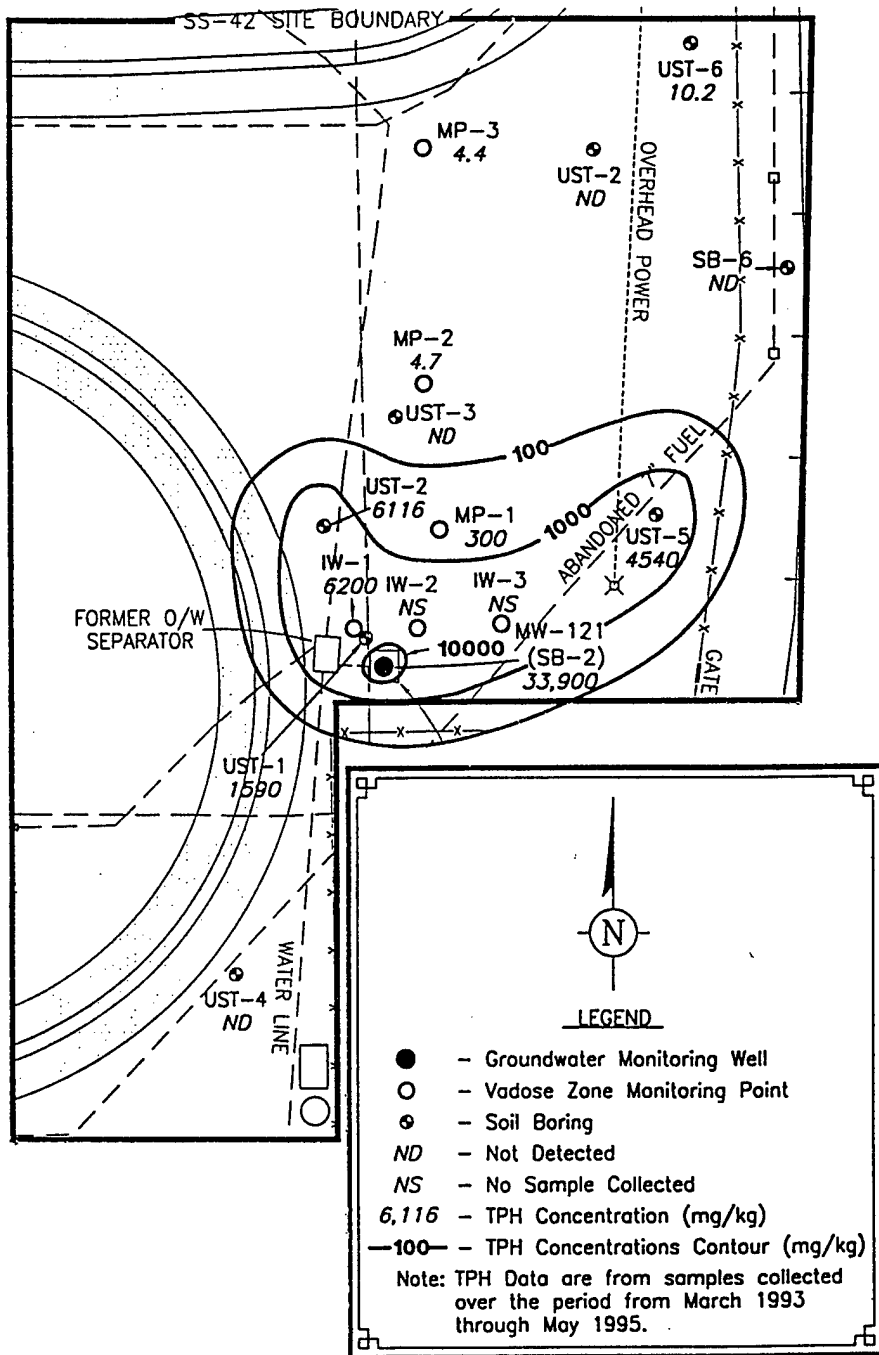 SS-42 SITE BOUNDARY
UST-6
10.2
MP-3
4.4
UST-2
ND
OVERHEAD POWER
SB-6
ND
MP-2
4.7
UST-3
ND
100
UST-2
6116
MP-1
300
1000
ABANDONED 7" FUEL
UST-5
4540
IW-1
6200
IW-2
NS
IW-3
NS
FORMER O/W
SEPARATOR
10000
MW-121
(SB-2)
33,900
GATE
UST-1
1590
UST-4
ND
WATER LINE
N
LEGEND
- Groundwater Monitoring Well
- Vadose Zone Monitoring Point
- Soil Boring
ND - Not Detected
NS - No Sample Collected
6,116 - TPH Concentration (mg/kg)
100 - TPH Concentrations Contour (mg/kg)
Note: TPH Data are from samples collected
over the period from March 1993
through May 1995.